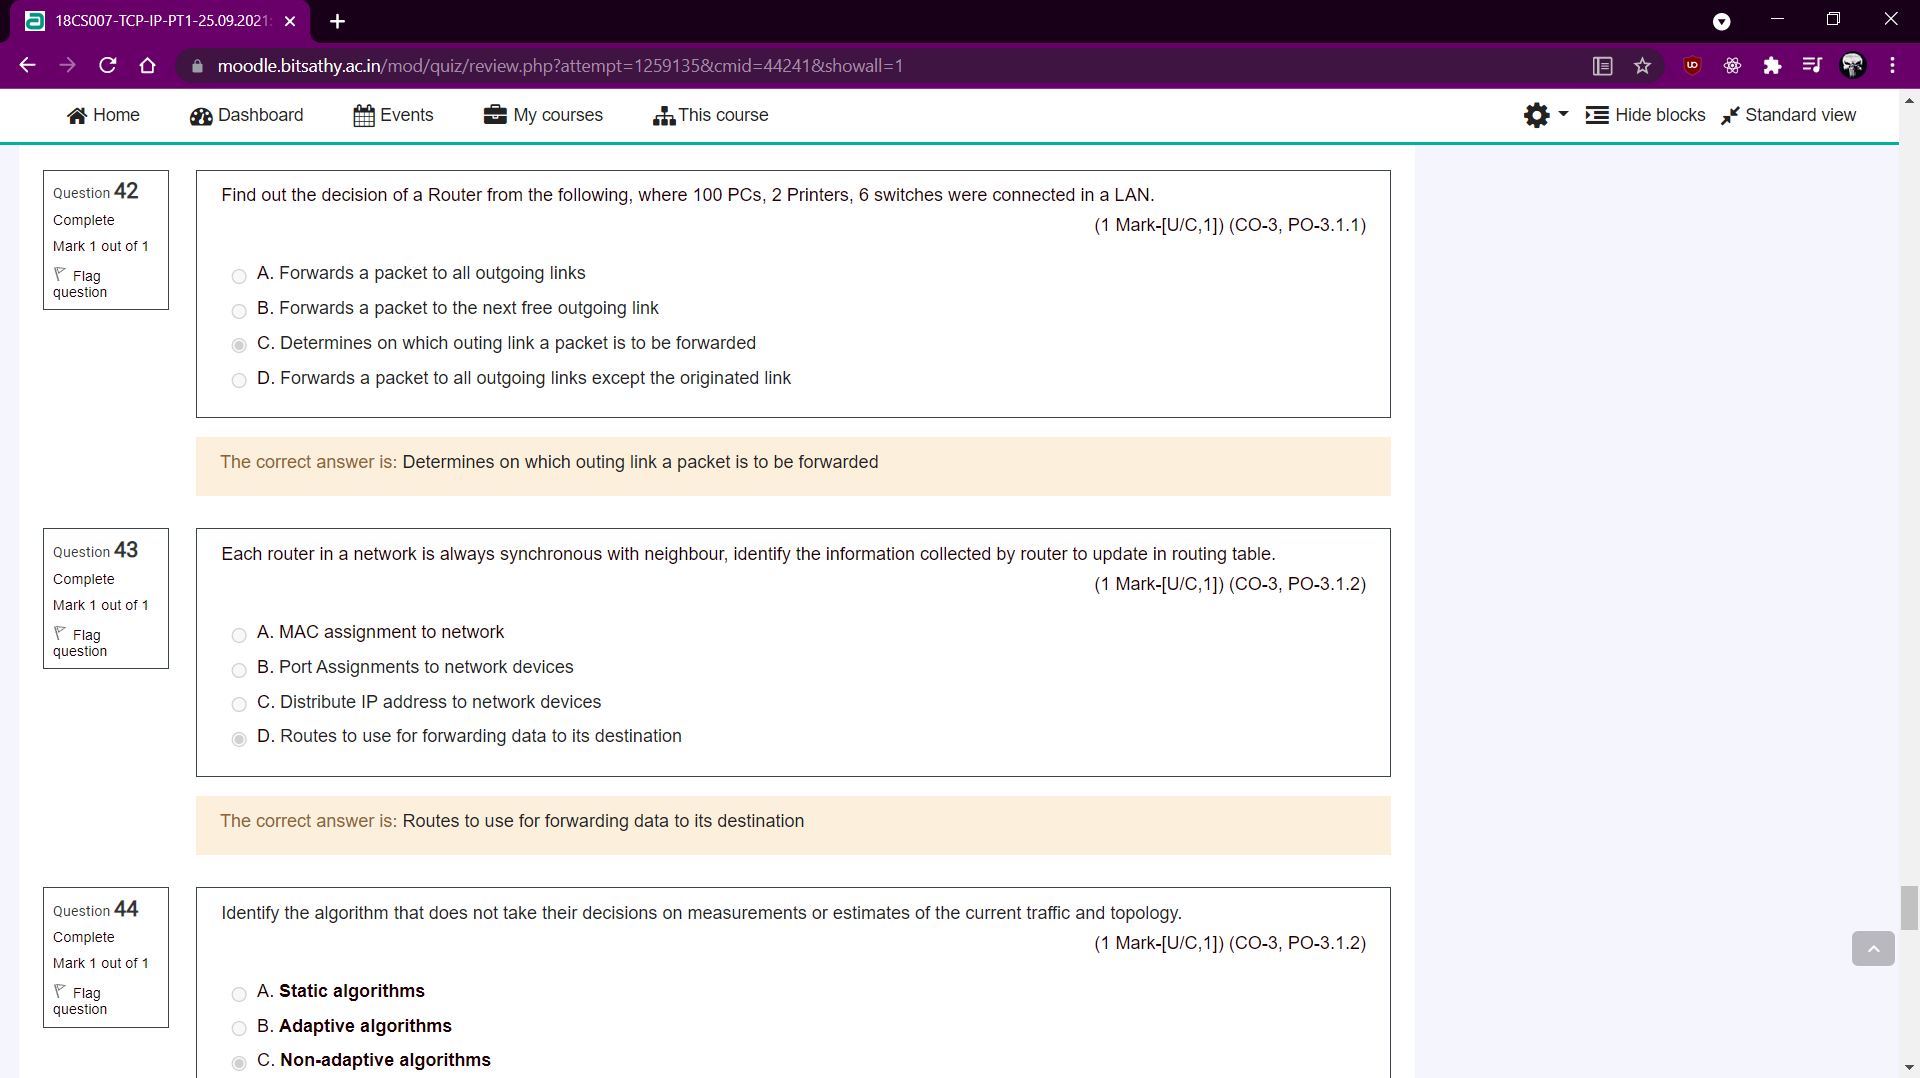 18CS007-TCP-IP-PT1-25.09.2021
moodle.bitsathy.ac.in/mod/quiz/review.php?attempt=1259135&cmid=44241&showall=1
Home
Dashboard
Events
My courses
This course
Hide blocks
Standard view
Question 42
Complete
Mark 1 out of 1
Flag
question
Find out the decision of a Router from the following, where 100 PCs, 2 Printers, 6 switches were connected in a LAN.
(1 Mark-[U/C,1]) (CO-3, PO-3.1.1)
A. Forwards a packet to all outgoing links
B. Forwards a packet to the next free outgoing link
C. Determines on which outing link a packet is to be forwarded
D. Forwards a packet to all outgoing links except the originated link
The correct answer is: Determines on which outing link a packet is to be forwarded
Question 43
Complete
Mark 1 out of 1
Flag
question
Each router in a network is always synchronous with neighbour, identify the information collected by router to update in routing table.
(1 Mark-[U/C,1]) (CO-3, PO-3.1.2)
A. MAC assignment to network
B. Port Assignments to network devices
C. Distribute IP address to network devices
D. Routes to use for forwarding data to its destination
The correct answer is: Routes to use for forwarding data to its destination
Question 44
Complete
Mark 1 out of 1
Flag
question
Identify the algorithm that does not take their decisions on measurements or estimates of the current traffic and topology.
(1 Mark-[U/C,1]) (CO-3, PO-3.1.2)
A. Static algorithms
B. Adaptive algorithms
C. Non-adaptive algorithms